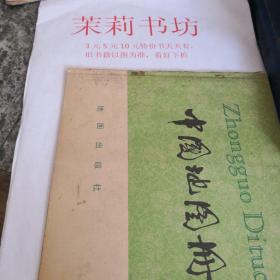 茉莉书坊
3元5元10元特价书天天有,
旧书籍以图为准,看好下拍
Zhongguo Dituc
中国地图册
地图出版社